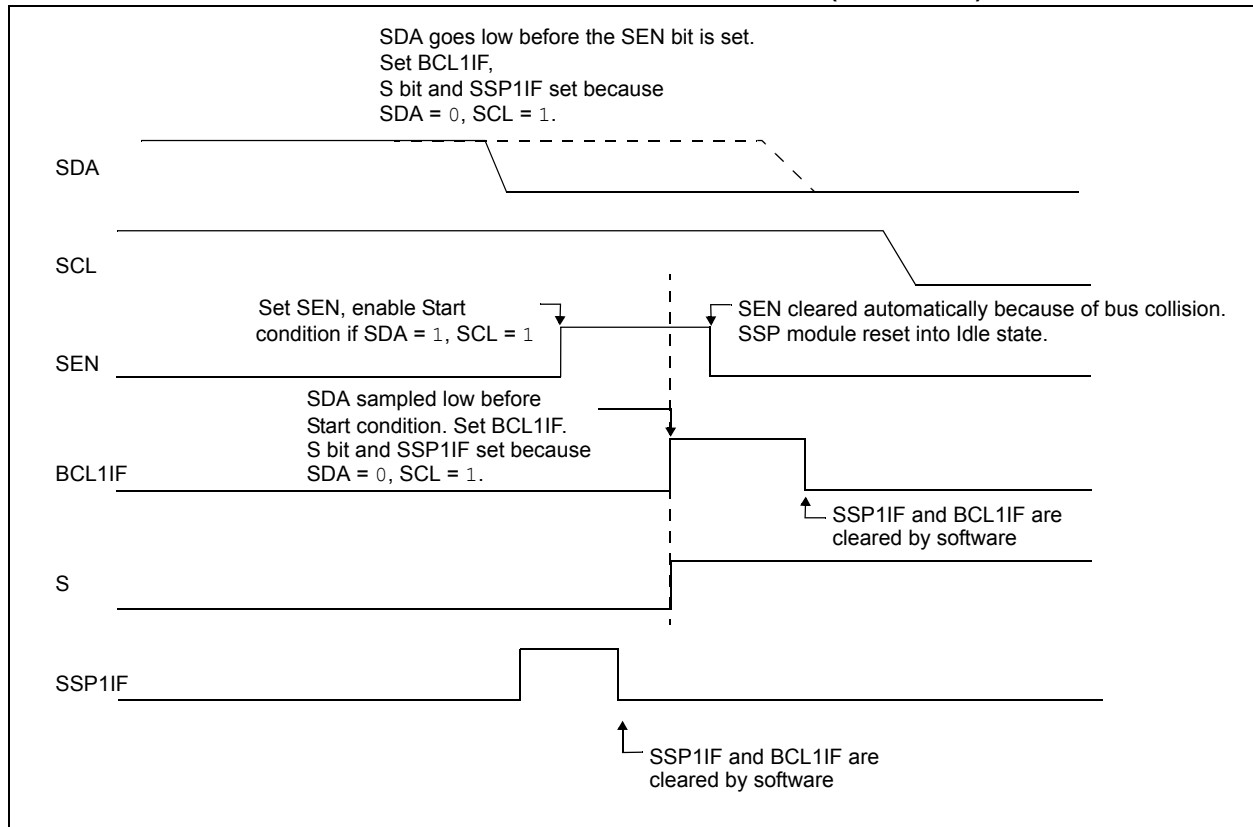 SDA goes low before the SEN bit is set.
Set BCL1IF,
S bit and SSP1IF set because
SDA = 0, SCL = 1.
SDA
SCL
Set SEN, enable Start
condition if SDA = 1, SCL = 1
SEN cleared automatically because of bus collision.
SSP module reset into Idle state.
SEN
SDA sampled low before
Start condition. Set BCL1IF.
S bit and SSP1IF set because
SDA = 0, SCL = 1.
BCL1IF
SSP1IF and BCL1IF are
cleared by software
S
SSP1IF
SSP1IF and BCL1IF are
cleared by software